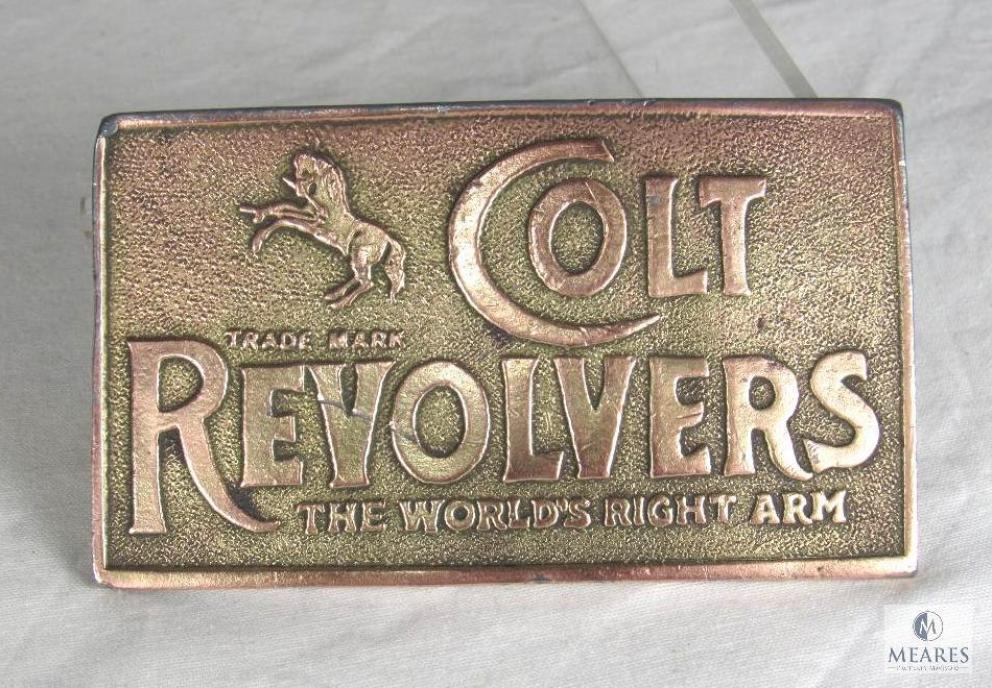 COLT
TRADE MARK
REVOLVERS
THE WORLD'S RIGHT ARM
M
MEARES